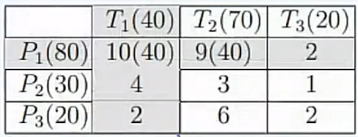 T₁(40) T₂(70) T₃(20)
P₁(80) 10(40) 9(40) 2
P₂(30) 4 3 1
P₃(20) 2 6 2